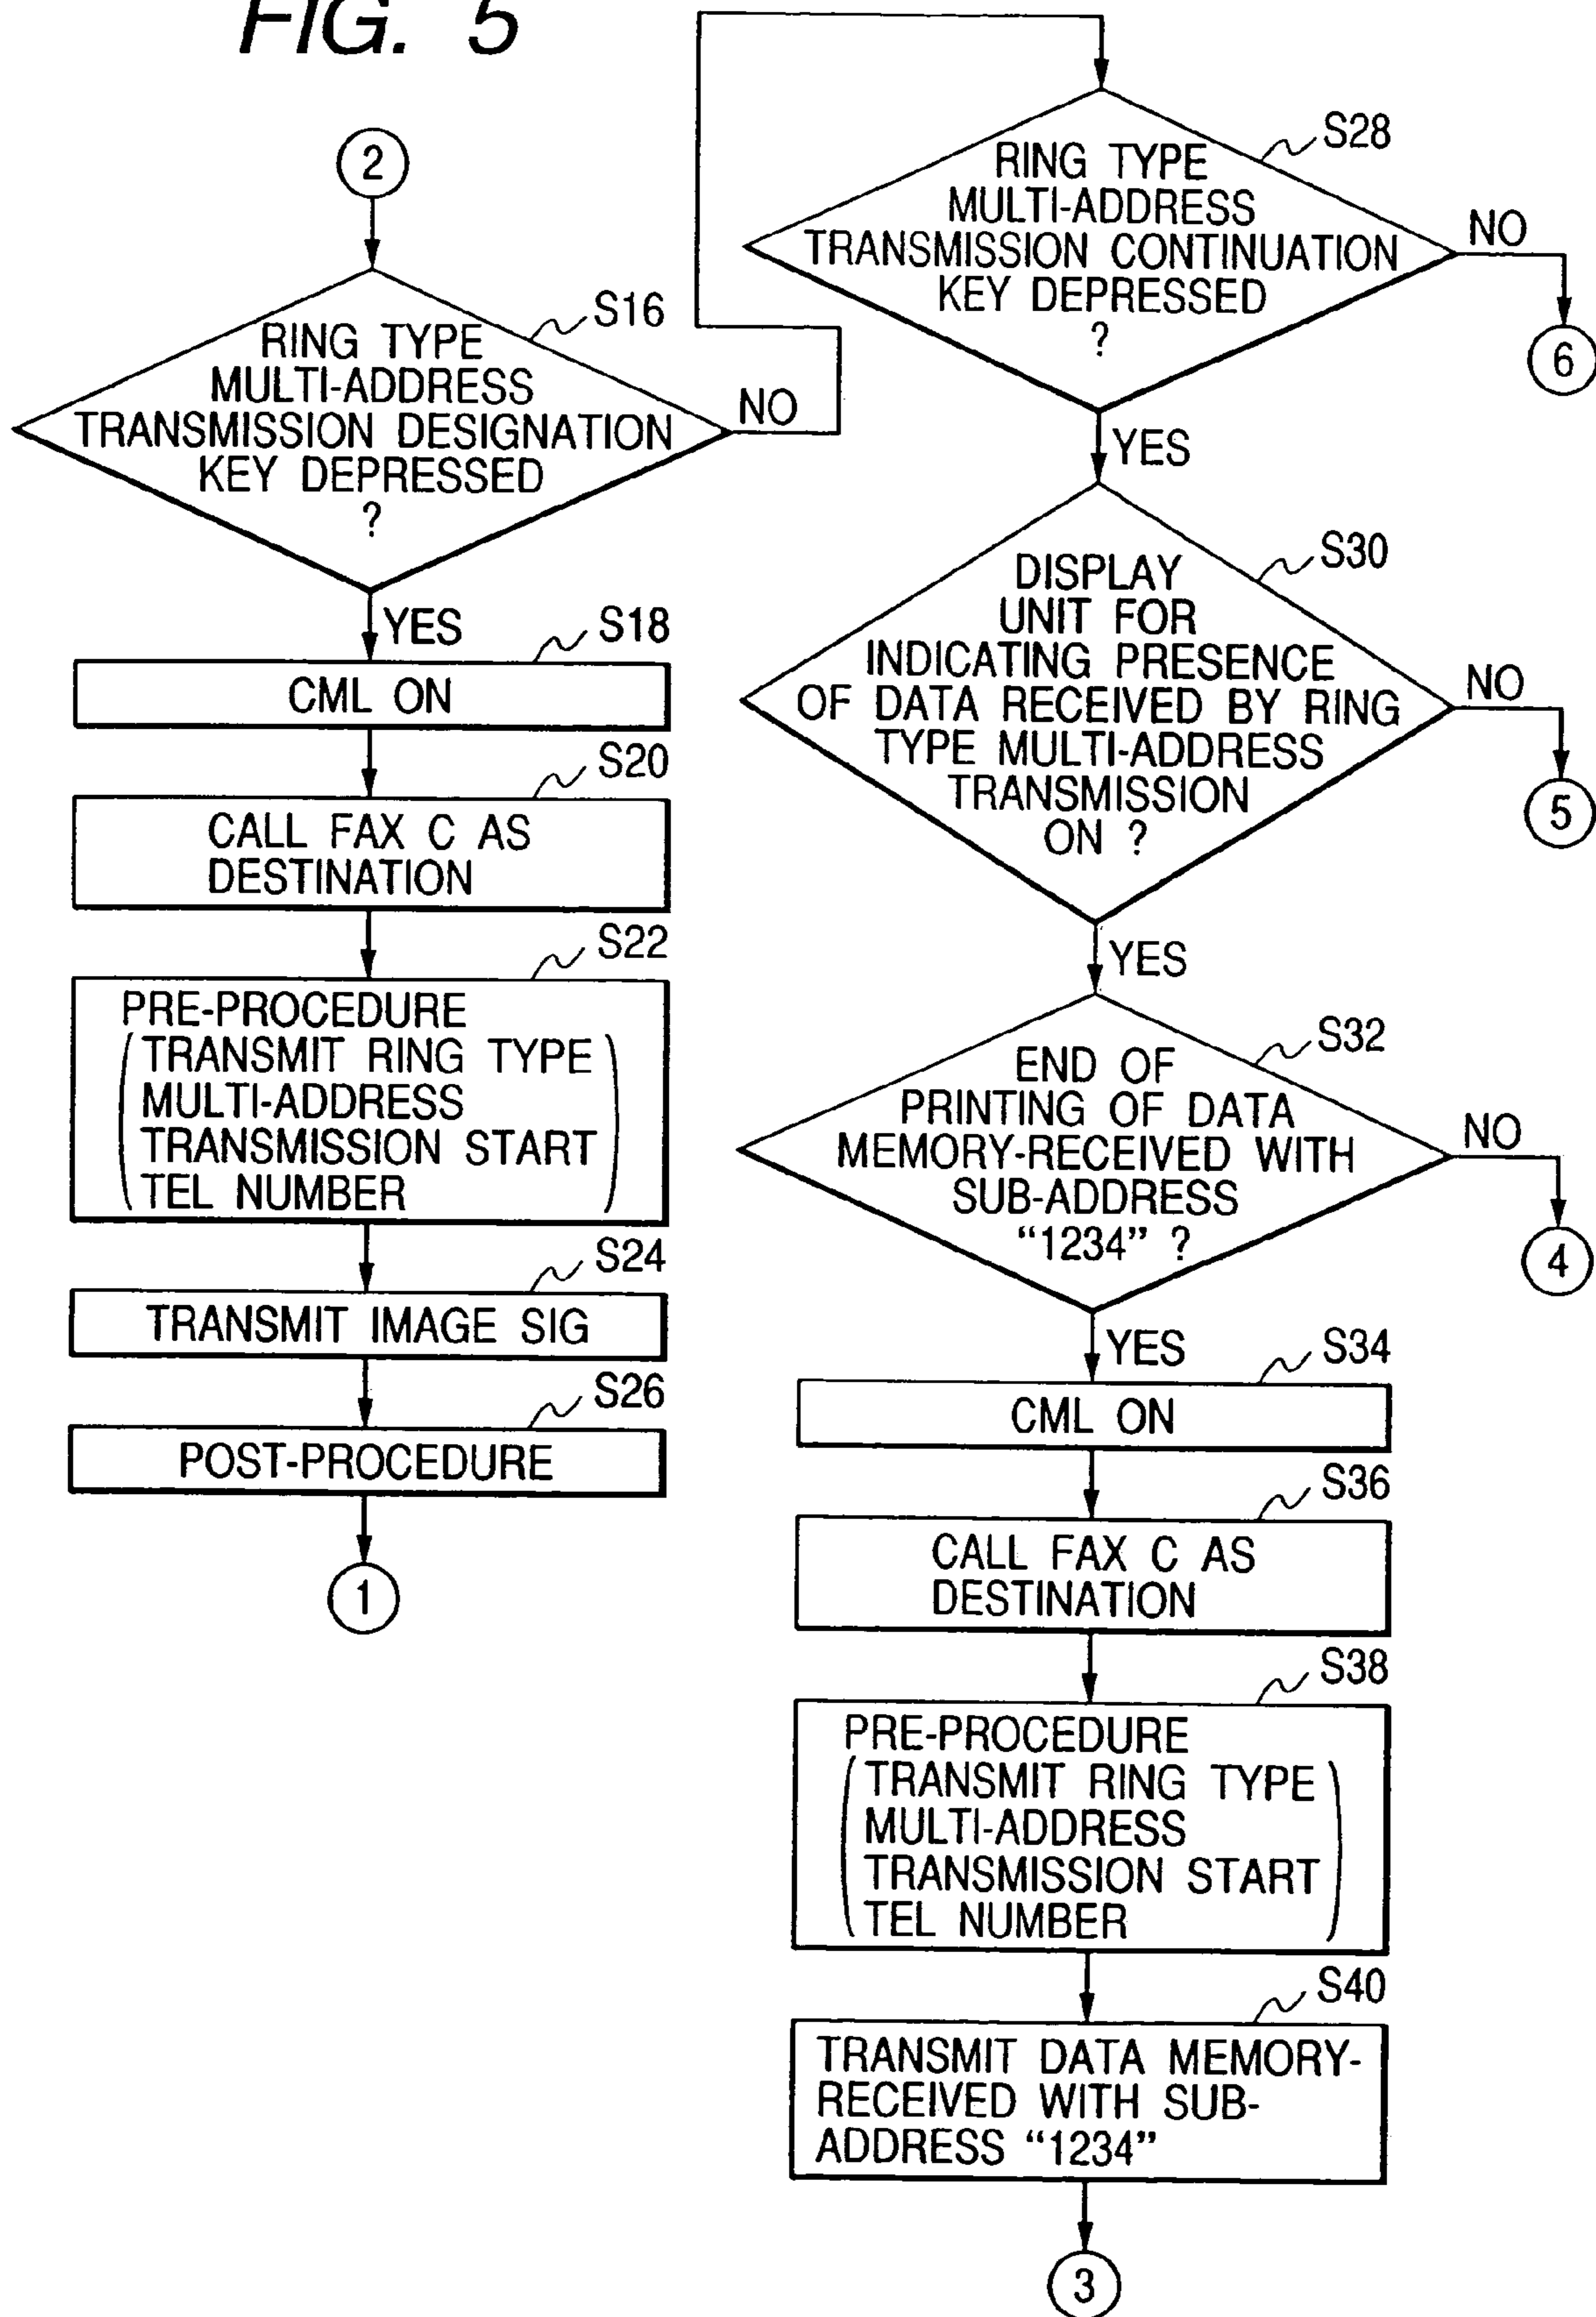 FIG. 5
2
RING TYPE
MULTI-ADDRESS
TRANSMISSION DESIGNATION
KEY DEPRESSED
?
S16
NO
YES
S18
CML ON
S20
CALL FAX C AS
DESTINATION
S22
PRE-PROCEDURE
(TRANSMIT RING TYPE
MULTI-ADDRESS
TRANSMISSION START
TEL NUMBER)
S24
TRANSMIT IMAGE SIG
S26
POST-PROCEDURE
1
S28
RING TYPE
MULTI-ADDRESS
TRANSMISSION CONTINUATION
KEY DEPRESSED
?
NO
6
YES
S30
DISPLAY
UNIT FOR
INDICATING PRESENCE
OF DATA RECEIVED BY RING
TYPE MULTI-ADDRESS
TRANSMISSION
ON ?
NO
5
YES
S32
END OF
PRINTING OF DATA
MEMORY-RECEIVED WITH
SUB-ADDRESS
“1234” ?
NO
4
YES
S34
CML ON
S36
CALL FAX C AS
DESTINATION
S38
PRE-PROCEDURE
(TRANSMIT RING TYPE
MULTI-ADDRESS
TRANSMISSION START
TEL NUMBER)
S40
TRANSMIT DATA MEMORY-
RECEIVED WITH SUB-
ADDRESS “1234”
3